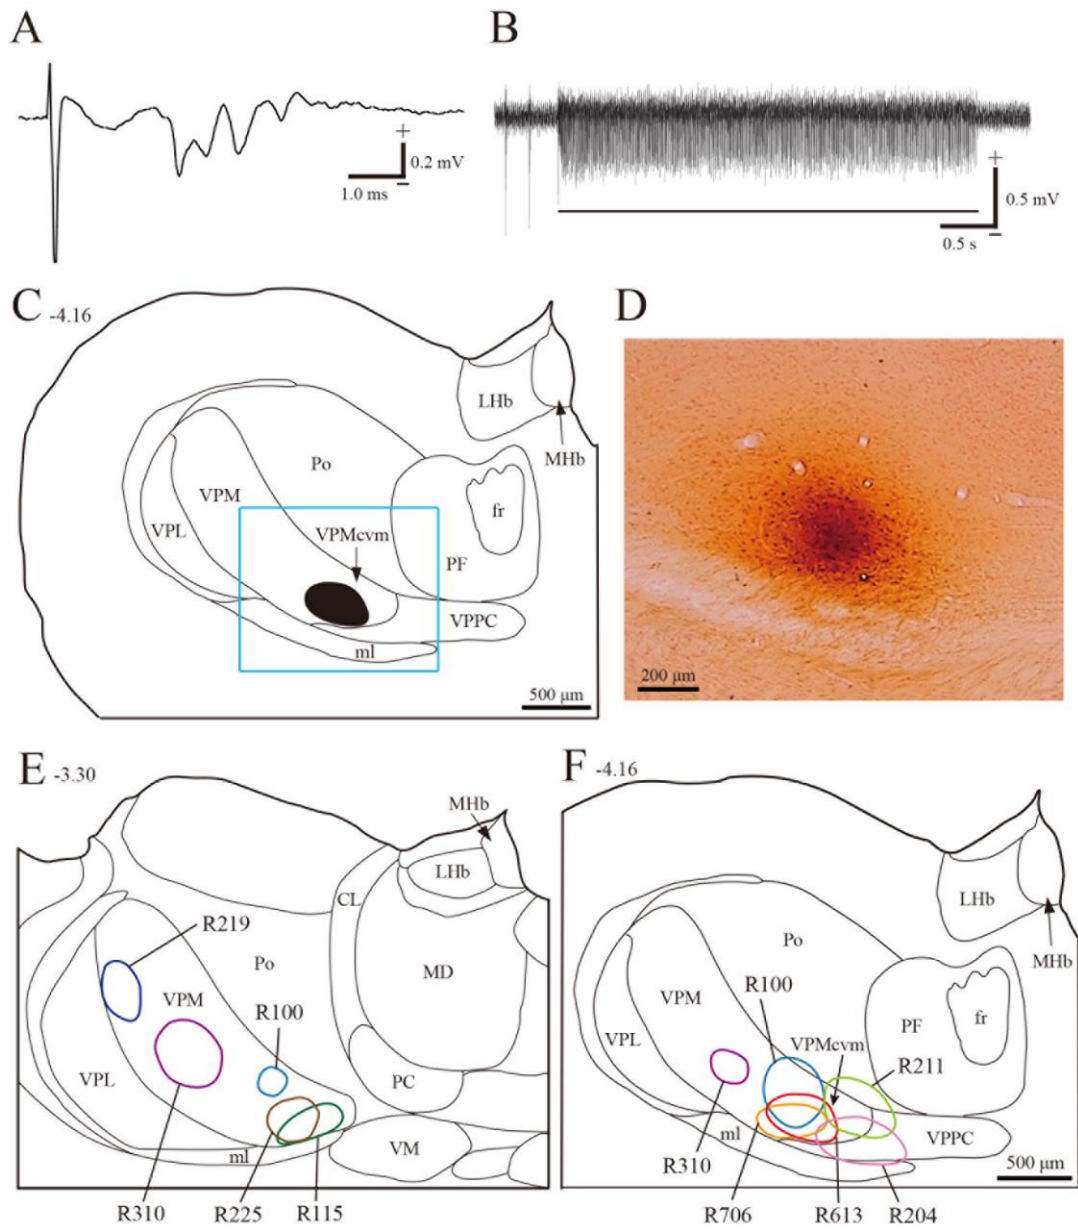 A
+
0.2 mV
−
1.0 ms
B
+
0.5 mV
−
0.5 s
C -4.16
LHb
MHb
Po
fr
VPM
VPMcvm
VPL
PF
VPPC
ml
500 μm
D
200 μm
E -3.30
MHb
LHb
CL
R219
Po
MD
VPM
R100
PC
VPL
VM
ml
R310 R225 R115
F -4.16
LHb
MHb
Po
R100
fr
VPM
PF
VPMcvm
R211
VPL
ml
VPPC
R310
500 μm
R706 R613 R204